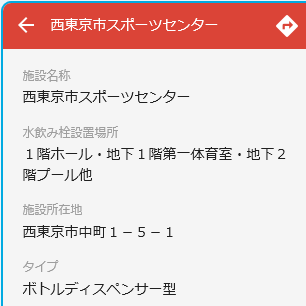 西東京市スポーツセンター
施設名称
西東京市スポーツセンター
水飲み栓設置場所
１階ホール・地下１階第一体育室・地下２
階プール他
施設所在地
西東京市中町１－５－１
タイプ
ボトルディスペンサー型